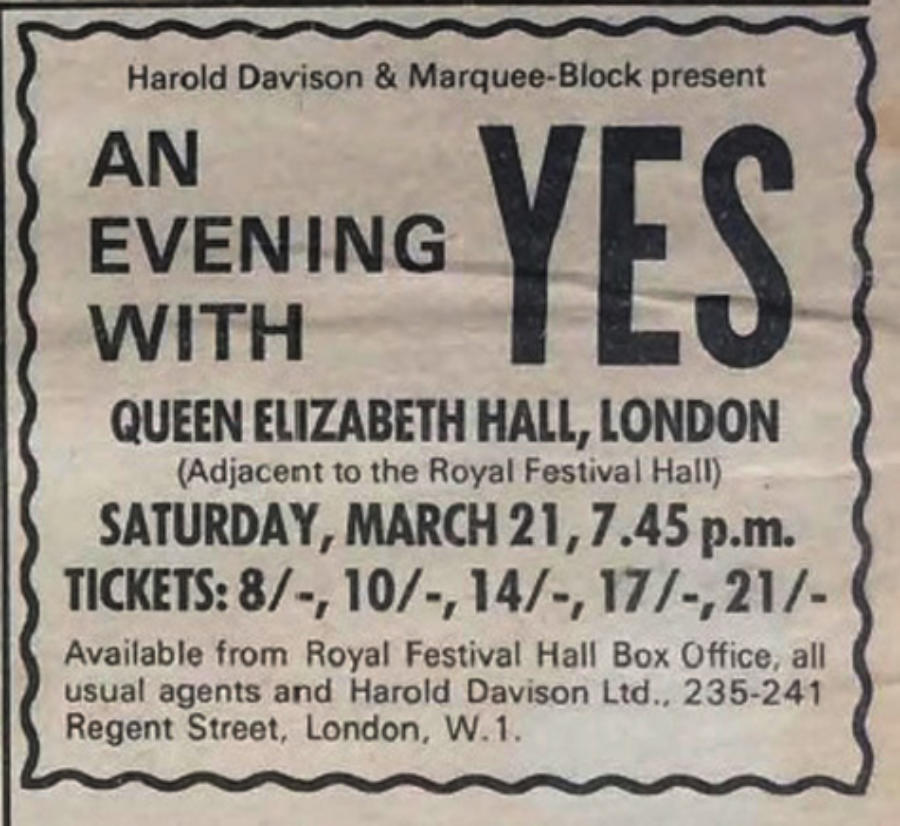 Harold Davison & Marquee-Block present
AN
EVENING
WITH
YES
QUEEN ELIZABETH HALL, LONDON
(Adjacent to the Royal Festival Hall)
SATURDAY, MARCH 21, 7.45 p.m.
TICKETS: 8/-, 10/-, 14/-, 17/-, 21/-
Available from Royal Festival Hall Box Office, all
usual agents and Harold Davison Ltd., 235-241
Regent Street, London, W.1.